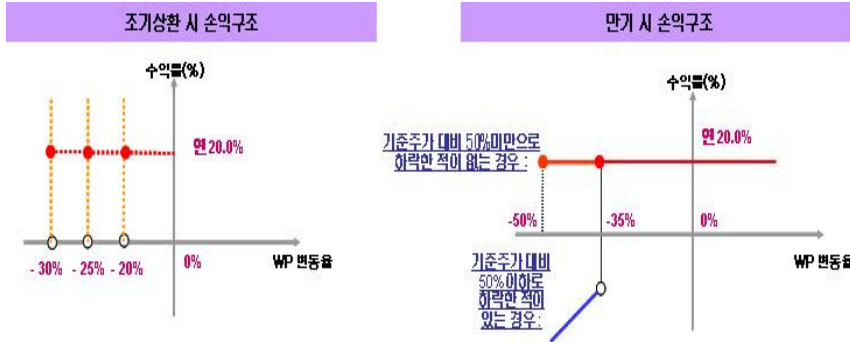 조기상환 시 손익구조
수익률(%)
연 20.0%
- 30%
- 25%
- 20%
0%
WP 변동율
만기 시 손익구조
수익률(%)
기준주가 대비 50%미만으로
하락한 적이 없는 경우 :
연 20.0%
-50%
-35%
0%
WP 변동율
기준주가 대비
50%이하로
하락한 적이
있는 경우 :